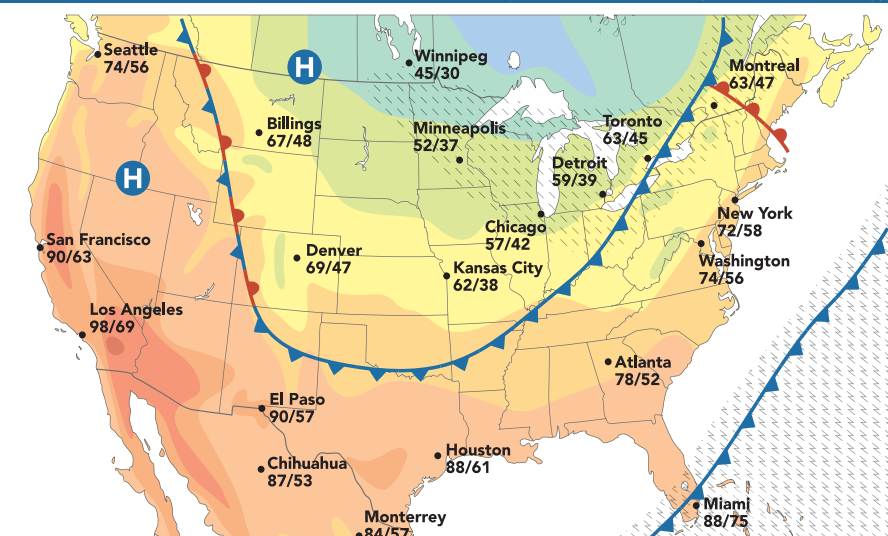 Seattle
74/56
H
Winnipeg
45/30
Montreal
63/47
Billings
67/48
Minneapolis
52/37
Toronto
63/45
Detroit
59/39
H
New York
72/58
Chicago
57/42
San Francisco
90/63
Denver
69/47
Kansas City
62/38
Washington
74/56
Los Angeles
98/69
Atlanta
78/52
El Paso
90/57
Houston
88/61
Chihuahua
87/53
Miami
88/75
Monterrey
84/57